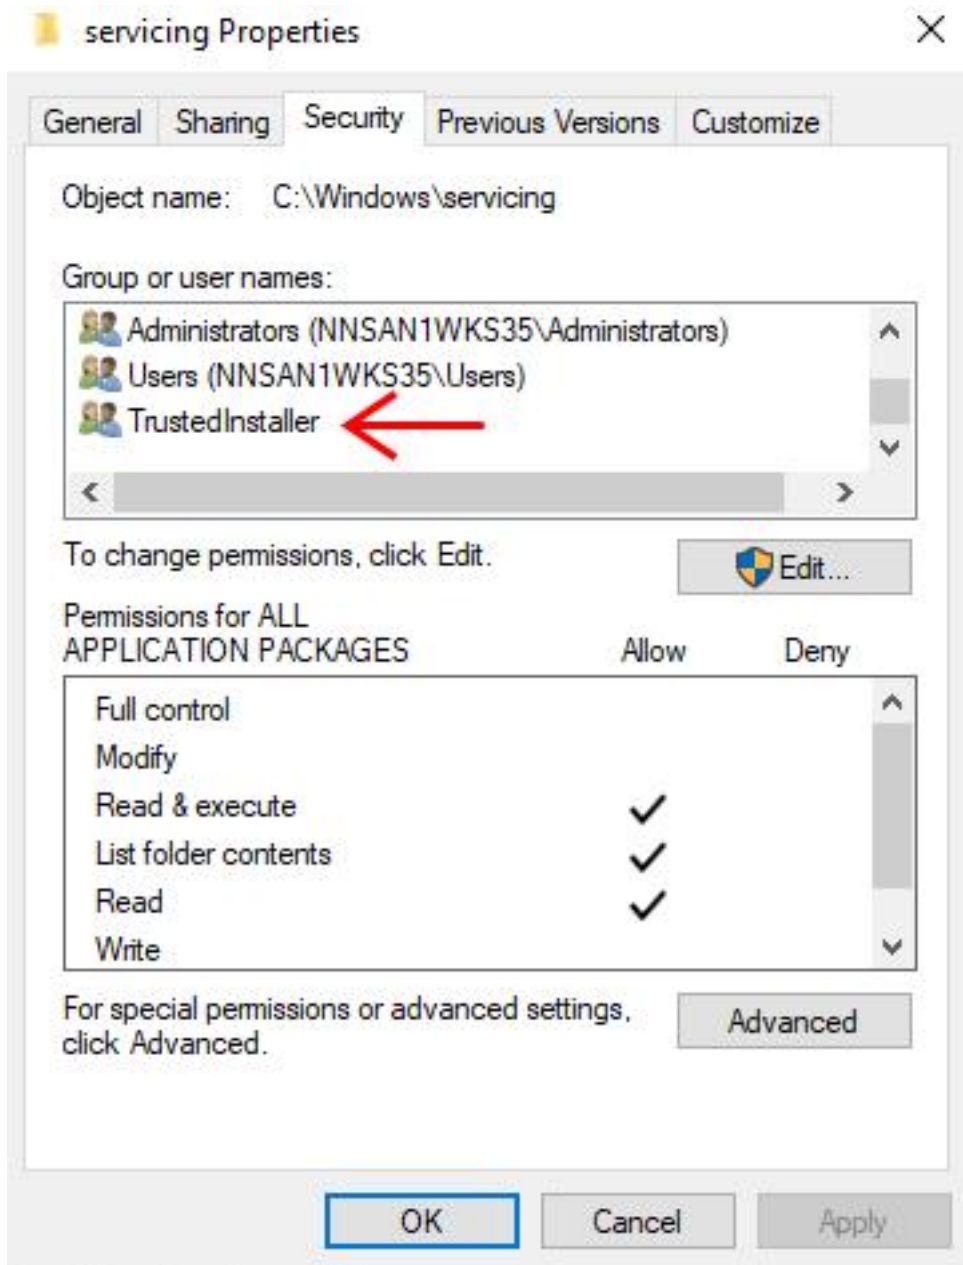 servicing Properties
General Sharing Security Previous Versions Customize
Object name: C:\Windows\servicing
Group or user names:
Administrators (NNSAN1WKS35\Administrators)
Users (NNSAN1WKS35\Users)
TrustedInstaller
To change permissions, click Edit.
Edit...
Permissions for ALL
APPLICATION PACKAGES Allow Deny
Full control
Modify
Read & execute
List folder contents
Read
Write
For special permissions or advanced settings,
click Advanced.
Advanced
OK Cancel Apply